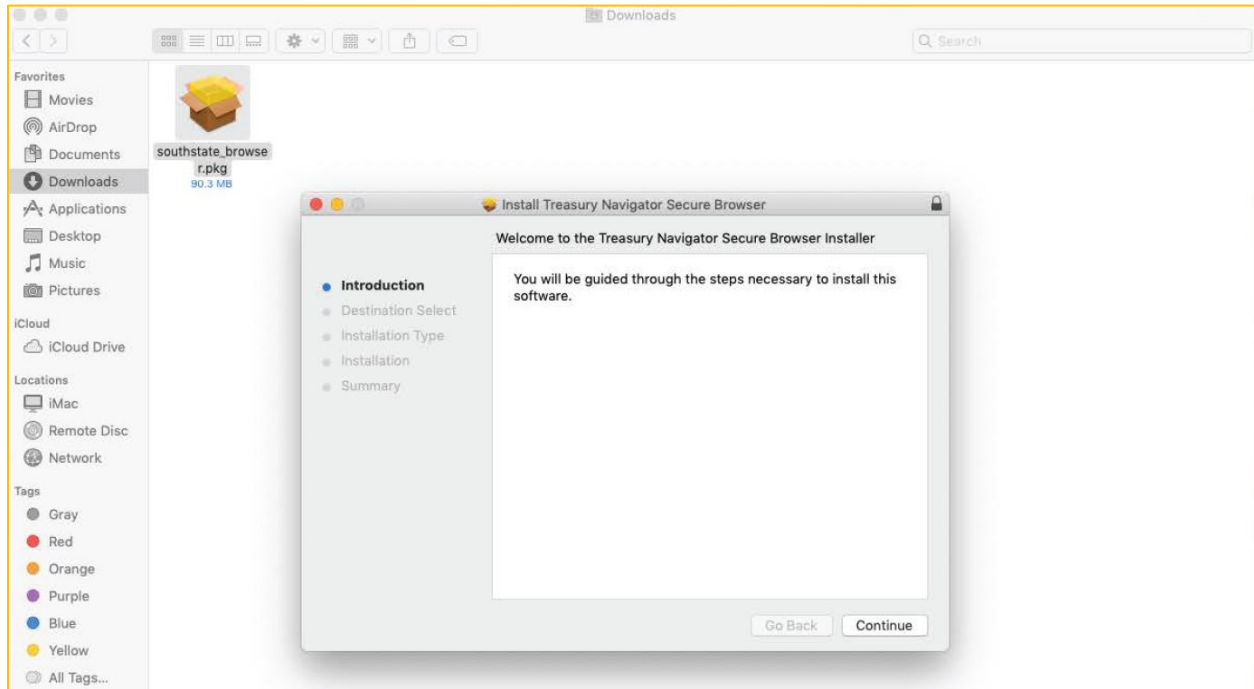 Downloads
Search
Favorites
Movies
AirDrop
Documents
Downloads
Applications
Desktop
Music
Pictures
iCloud
iCloud Drive
Locations
iMac
Remote Disc
Network
Tags
Gray
Red
Orange
Purple
Blue
Yellow
All Tags...
southstate_browse
r.pkg
90.3 MB
Install Treasury Navigator Secure Browser
Welcome to the Treasury Navigator Secure Browser Installer
Introduction
Destination Select
Installation Type
Installation
Summary
You will be guided through the steps necessary to install this
software.
Go Back
Continue